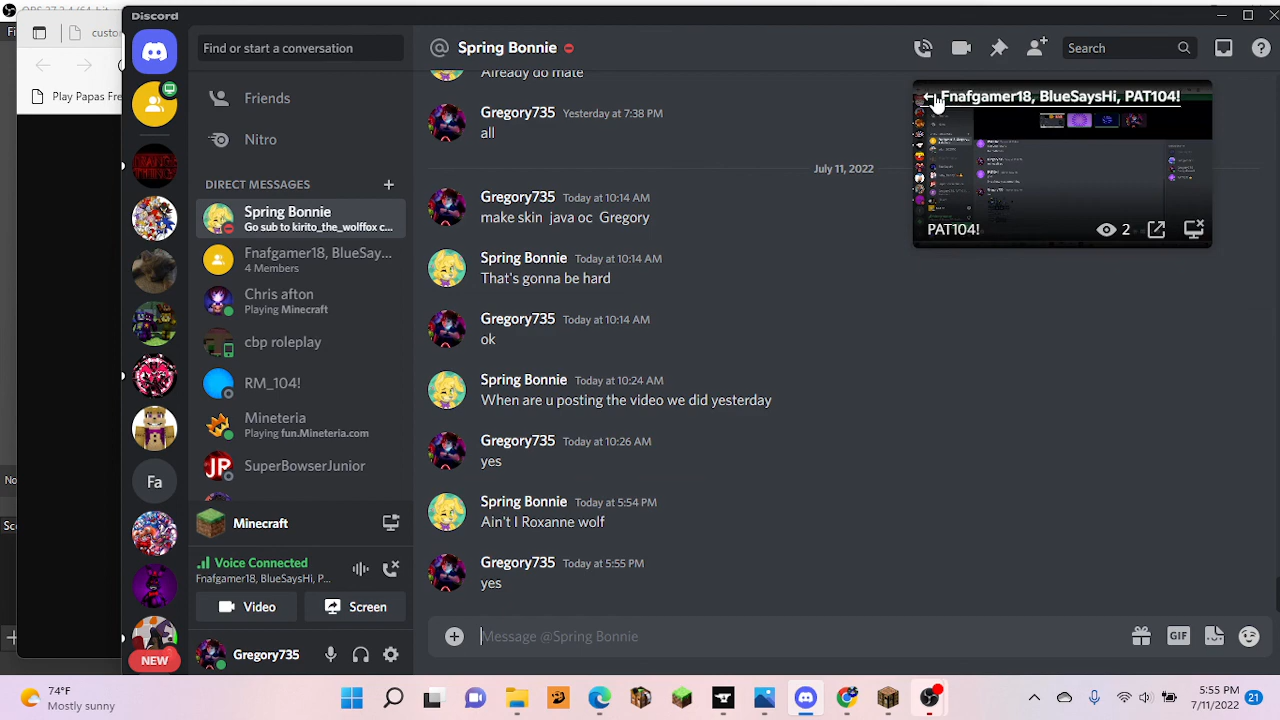 Discord
custo
Play Papas Fre
Find or start a conversation
Friends
Nitro
DIRECT MESSAGES
Spring Bonnie
Go sub to kirito_the_wolffox c...
Fnafgamer18, BlueSay...
4 Members
Chris afton
Playing Minecraft
cbp roleplay
RM_104!
Mineteria
Playing fun.Mineteria.com
JP
SuperBowserJunior
Fa
Minecraft
Voice Connected
Fnafgamer18, BlueSaysHi, P...
Video
Screen
NEW
Gregory735
@ Spring Bonnie
Search
Already do mate
Gregory735 Yesterday at 7:38 PM
all
July 11, 2022
Gregory735 Today at 10:14 AM
make skin java oc Gregory
Spring Bonnie Today at 10:14 AM
That's gonna be hard
Gregory735 Today at 10:14 AM
ok
Spring Bonnie Today at 10:24 AM
When are u posting the video we did yesterday
Gregory735 Today at 10:26 AM
yes
Spring Bonnie Today at 5:54 PM
Ain't I Roxanne wolf
Gregory735 Today at 5:55 PM
yes
Message @Spring Bonnie
GIF
Fnafgamer18, BlueSaysHi, PAT104!
PAT104!
2
74°F
Mostly sunny
5:55 PM
7/11/2022
21